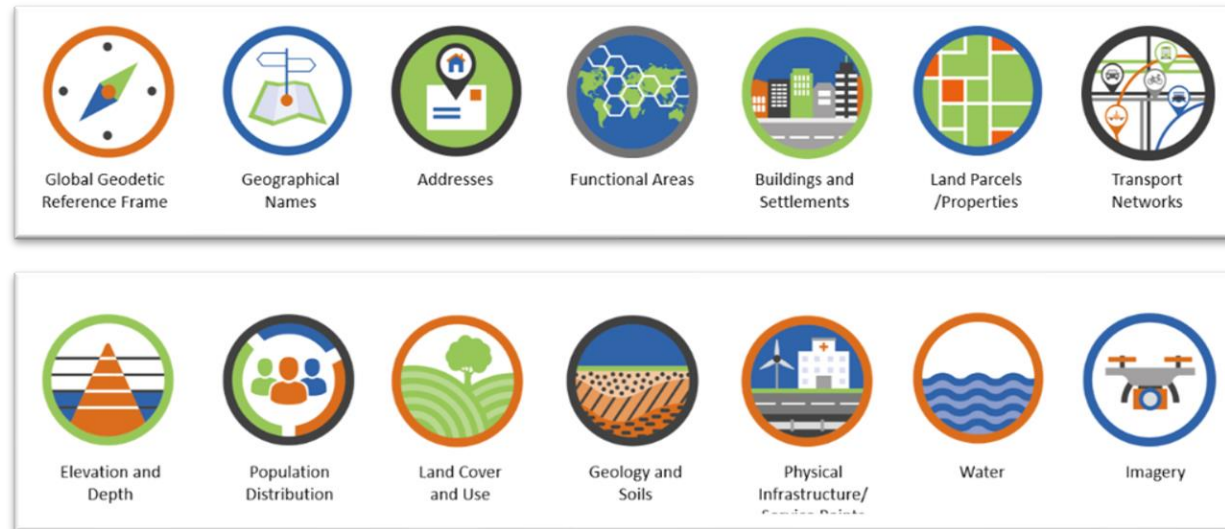 Global Geodetic
Reference Frame
Geographical
Names
Addresses
Functional Areas
Buildings and
Settlements
Land Parcels
/Properties
Transport
Networks
Elevation and
Depth
Population
Distribution
Land Cover
and Use
Geology and
Soils
Physical
Infrastructure/
Water
Imagery